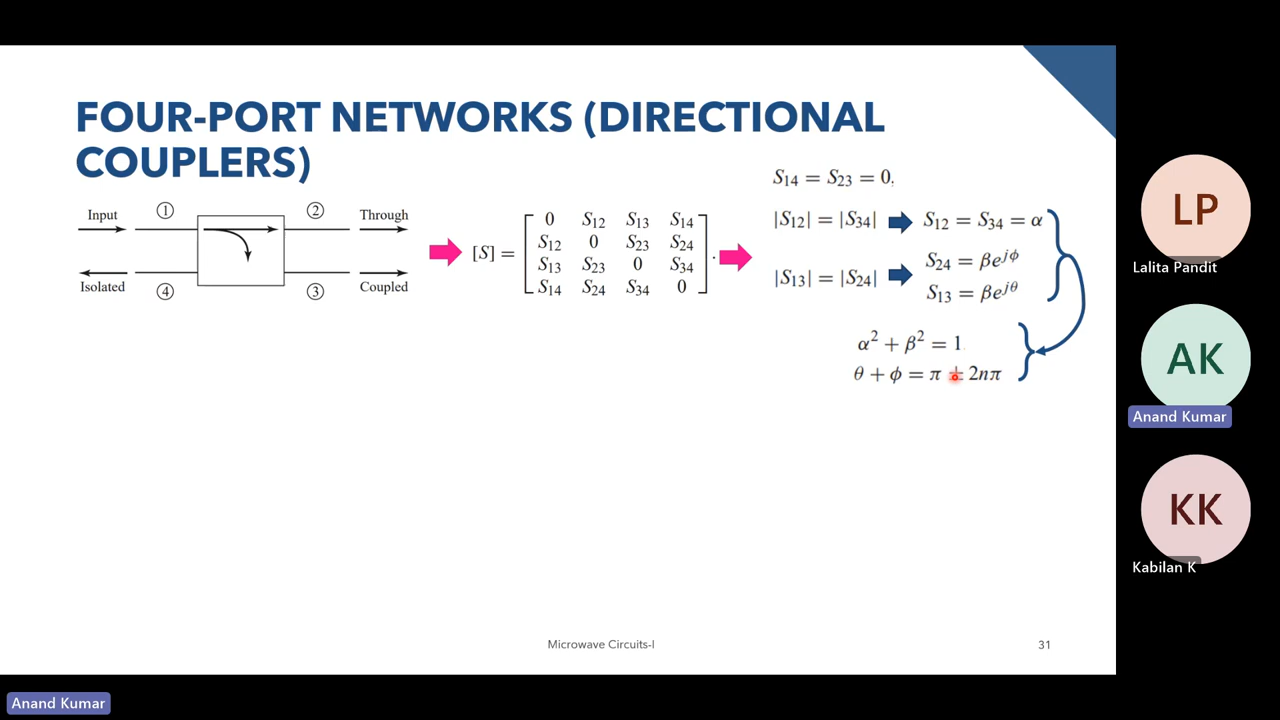 FOUR-PORT NETWORKS (DIRECTIONAL
COUPLERS)
Input ① ② Through
Isolated ④ ③ Coupled
[S] = [ 0 S12 S13 S14
S12 0 S23 S24
S13 S23 0 S34
S14 S24 S34 0 ] .
S14 = S23 = 0,
|S12| = |S34| S12 = S34 = α
|S13| = |S24| S24 = βe^jϕ
S13 = βe^jθ
α² + β² = 1
θ + ϕ = π ± 2nπ
Microwave Circuits-I 31
LP
Lalita Pandit
AK
Anand Kumar
KK
Kabilan K
Anand Kumar